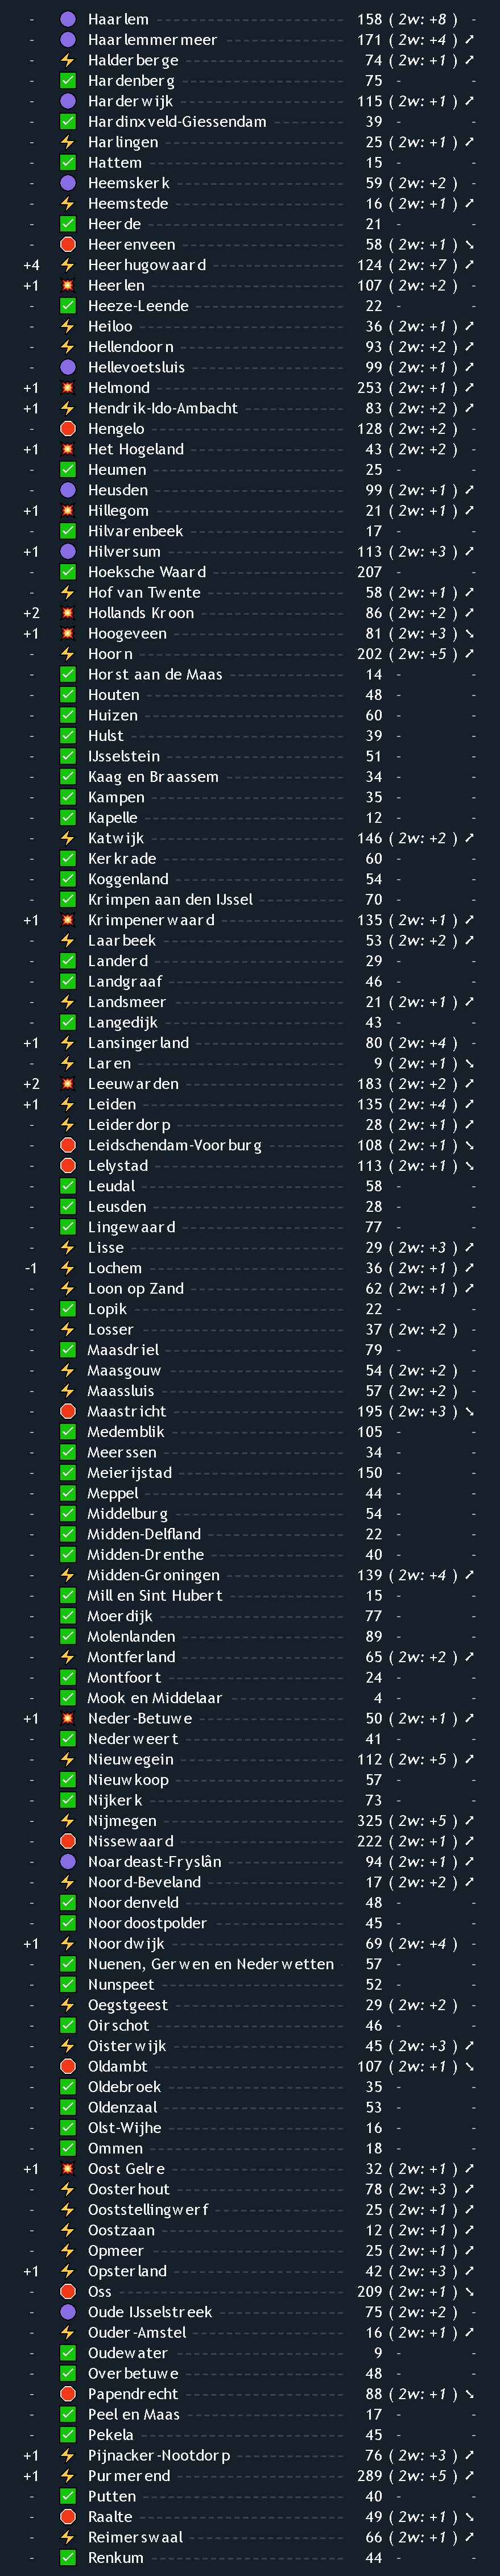 - 🟣 Haarlem 158 ( 2w: +8 ) -
- 🟣 Haarlemmermeer 171 ( 2w: +4 ) ➚
- ⚡ Halderberge 74 ( 2w: +1 ) ➚
- ✅ Hardenberg 75 - -
- 🟣 Harderwijk 115 ( 2w: +1 ) ➚
- ✅ Hardinxveld-Giessendam 39 - -
- ⚡ Harlingen 25 ( 2w: +1 ) ➚
- ✅ Hattem 15 - -
- 🟣 Heemskerk 59 ( 2w: +2 ) -
- ⚡ Heemstede 16 ( 2w: +1 ) ➚
- ✅ Heerde 21 - -
- 🛑 Heerenveen 58 ( 2w: +1 ) ➘
+4 ⚡ Heerhugowaard 124 ( 2w: +7 ) ➚
+1 💥 Heerlen 107 ( 2w: +2 ) -
- ✅ Heeze-Leende 22 - -
- ⚡ Heiloo 36 ( 2w: +1 ) ➚
- ⚡ Hellendoorn 93 ( 2w: +2 ) ➚
- 🟣 Hellevoetsluis 99 ( 2w: +1 ) ➚
+1 💥 Helmond 253 ( 2w: +1 ) ➚
+1 ⚡ Hendrik-Ido-Ambacht 83 ( 2w: +2 ) ➚
- 🛑 Hengelo 128 ( 2w: +2 ) -
+1 💥 Het Hogeland 43 ( 2w: +2 ) -
- ✅ Heumen 25 - -
- 🟣 Heusden 99 ( 2w: +1 ) ➚
+1 💥 Hillegom 21 ( 2w: +1 ) ➚
- ✅ Hilvarenbeek 17 - -
+1 🟣 Hilversum 113 ( 2w: +3 ) ➚
- ✅ Hoeksche Waard 207 - -
- ⚡ Hof van Twente 58 ( 2w: +1 ) ➚
+2 💥 Hollands Kroon 86 ( 2w: +2 ) ➚
+1 💥 Hoogeveen 81 ( 2w: +3 ) ➘
- ⚡ Hoorn 202 ( 2w: +5 ) ➚
- ✅ Horst aan de Maas 14 - -
- ✅ Houten 48 - -
- ✅ Huizen 60 - -
- ✅ Hulst 39 - -
- ✅ IJsselstein 51 - -
- ✅ Kaag en Braassem 34 - -
- ✅ Kampen 35 - -
- ✅ Kapelle 12 - -
- ⚡ Katwijk 146 ( 2w: +2 ) ➚
- ✅ Kerkrade 60 - -
- ✅ Koggenland 54 - -
- ✅ Krimpen aan den IJssel 70 - -
+1 💥 Krimpenerwaard 135 ( 2w: +1 ) ➚
- ⚡ Laarbeek 53 ( 2w: +2 ) ➚
- ✅ Landerd 29 - -
- ✅ Landgraaf 46 - -
- ⚡ Landsmeer 21 ( 2w: +1 ) ➚
- ✅ Langedijk 43 - -
+1 ⚡ Lansingerland 80 ( 2w: +4 ) -
- ⚡ Laren 9 ( 2w: +1 ) ➘
+2 💥 Leeuwarden 183 ( 2w: +2 ) ➚
+1 ⚡ Leiden 135 ( 2w: +4 ) ➚
- ⚡ Leiderdorp 28 ( 2w: +1 ) ➚
- 🛑 Leidschendam-Voorburg 108 ( 2w: +1 ) ➘
- 🛑 Lelystad 113 ( 2w: +1 ) ➘
- ✅ Leudal 58 - -
- ✅ Leusden 28 - -
- ✅ Lingewaard 77 - -
- ⚡ Lisse 29 ( 2w: +3 ) ➚
-1 ⚡ Lochem 36 ( 2w: +1 ) ➚
- ⚡ Loon op Zand 62 ( 2w: +1 ) ➚
- ✅ Lopik 22 - -
- ⚡ Losser 37 ( 2w: +2 ) -
- ✅ Maasdriel 79 - -
- ⚡ Maasgouw 54 ( 2w: +2 ) -
- ⚡ Maassluis 57 ( 2w: +2 ) -
- 🛑 Maastricht 195 ( 2w: +3 ) ➘
- ✅ Medemblik 105 - -
- ✅ Meerssen 34 - -
- ✅ Meierijstad 150 - -
- ✅ Meppel 44 - -
- ✅ Middelburg 54 - -
- ✅ Midden-Delfland 22 - -
- ✅ Midden-Drenthe 40 - -
- ⚡ Midden-Groningen 139 ( 2w: +4 ) ➚
- ✅ Mill en Sint Hubert 15 - -
- ✅ Moerdijk 77 - -
- ✅ Molenlanden 89 - -
- ⚡ Montferland 65 ( 2w: +2 ) ➚
- ✅ Montfoort 24 - -
- ✅ Mook en Middelaar 4 - -
+1 💥 Neder-Betuwe 50 ( 2w: +1 ) ➚
- ✅ Nederweert 41 - -
- ⚡ Nieuwegein 112 ( 2w: +5 ) ➚
- ✅ Nieuwkoop 57 - -
- ✅ Nijkerk 73 - -
- ⚡ Nijmegen 325 ( 2w: +5 ) ➚
- 🛑 Nissewaard 222 ( 2w: +1 ) ➚
- 🟣 Noardeast-Fryslân 94 ( 2w: +1 ) ➚
- ⚡ Noord-Beveland 17 ( 2w: +2 ) ➚
- ✅ Noordenveld 48 - -
- ✅ Noordoostpolder 45 - -
+1 ⚡ Noordwijk 69 ( 2w: +4 ) -
- ✅ Nuenen, Gerwen en Nederwetten 57 - -
- ✅ Nunspeet 52 - -
- ⚡ Oegstgeest 29 ( 2w: +2 ) -
- ✅ Oirschot 46 - -
- ⚡ Oisterwijk 45 ( 2w: +3 ) ➚
- 🛑 Oldambt 107 ( 2w: +1 ) ➘
- ✅ Oldebroek 35 - -
- ✅ Oldenzaal 53 - -
- ✅ Olst-Wijhe 16 - -
- ✅ Ommen 18 - -
+1 💥 Oost Gelre 32 ( 2w: +1 ) ➚
- ⚡ Oosterhout 78 ( 2w: +3 ) ➚
- ⚡ Ooststellingwerf 25 ( 2w: +1 ) ➚
- ⚡ Oostzaan 12 ( 2w: +1 ) ➚
- ⚡ Opmeer 25 ( 2w: +1 ) ➚
+1 ⚡ Opsterland 42 ( 2w: +3 ) ➚
- 🛑 Oss 209 ( 2w: +1 ) ➘
- 🟣 Oude IJsselstreek 75 ( 2w: +2 ) -
- ⚡ Ouder-Amstel 16 ( 2w: +1 ) ➚
- ✅ Oudewater 9 - -
- ✅ Overbetuwe 48 - -
- 🛑 Papendrecht 88 ( 2w: +1 ) ➘
- ✅ Peel en Maas 17 - -
- ✅ Pekela 45 - -
+1 ⚡ Pijnacker-Nootdorp 76 ( 2w: +3 ) ➚
+1 ⚡ Purmerend 289 ( 2w: +5 ) ➚
- ✅ Putten 40 - -
- 🛑 Raalte 49 ( 2w: +1 ) ➘
- ⚡ Reimerswaal 66 ( 2w: +1 ) ➚
- ✅ Renkum 44 - -